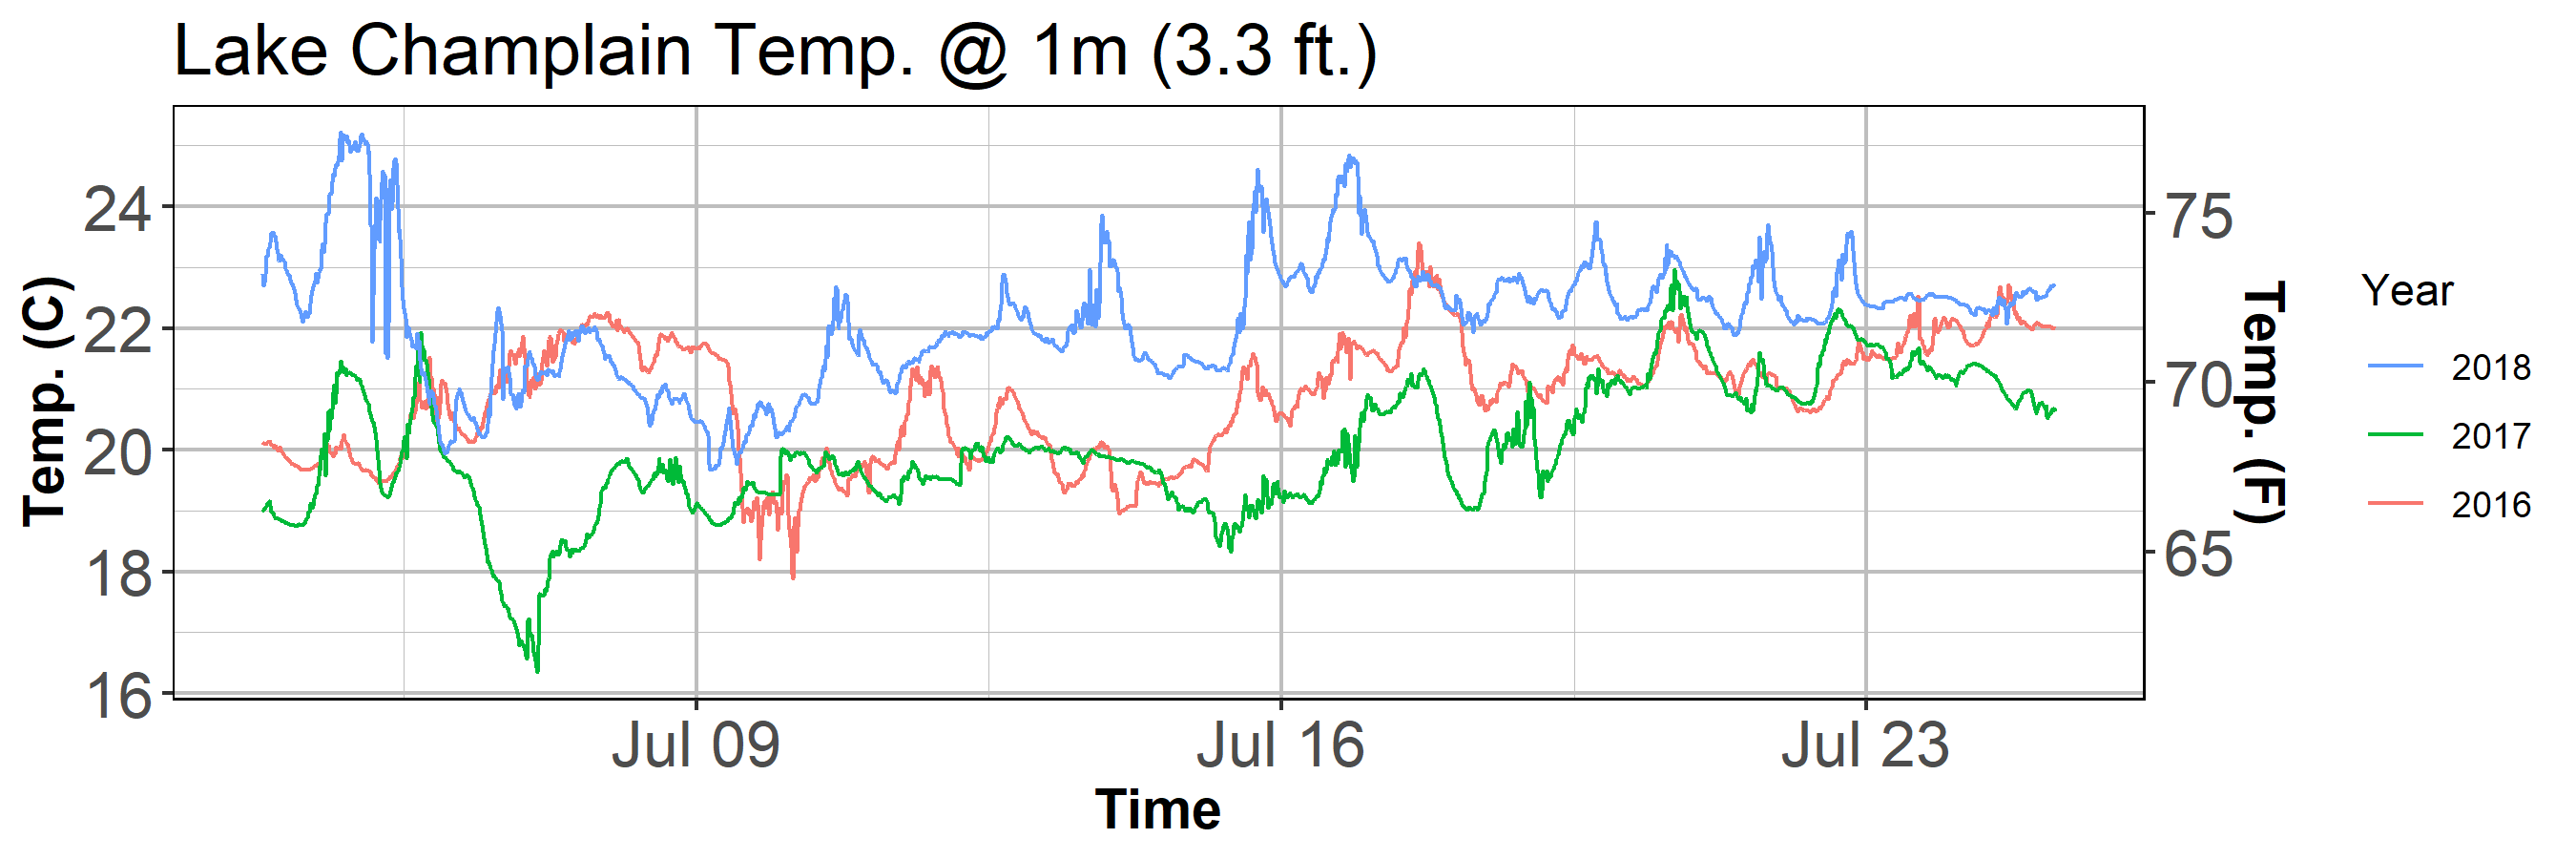 Lake Champlain Temp. @ 1m (3.3 ft.)
Temp. (C)
24
22
20
18
16
75
70
65
Temp. (F)
Jul 09
Jul 16
Jul 23
Time
Year
2018
2017
2016